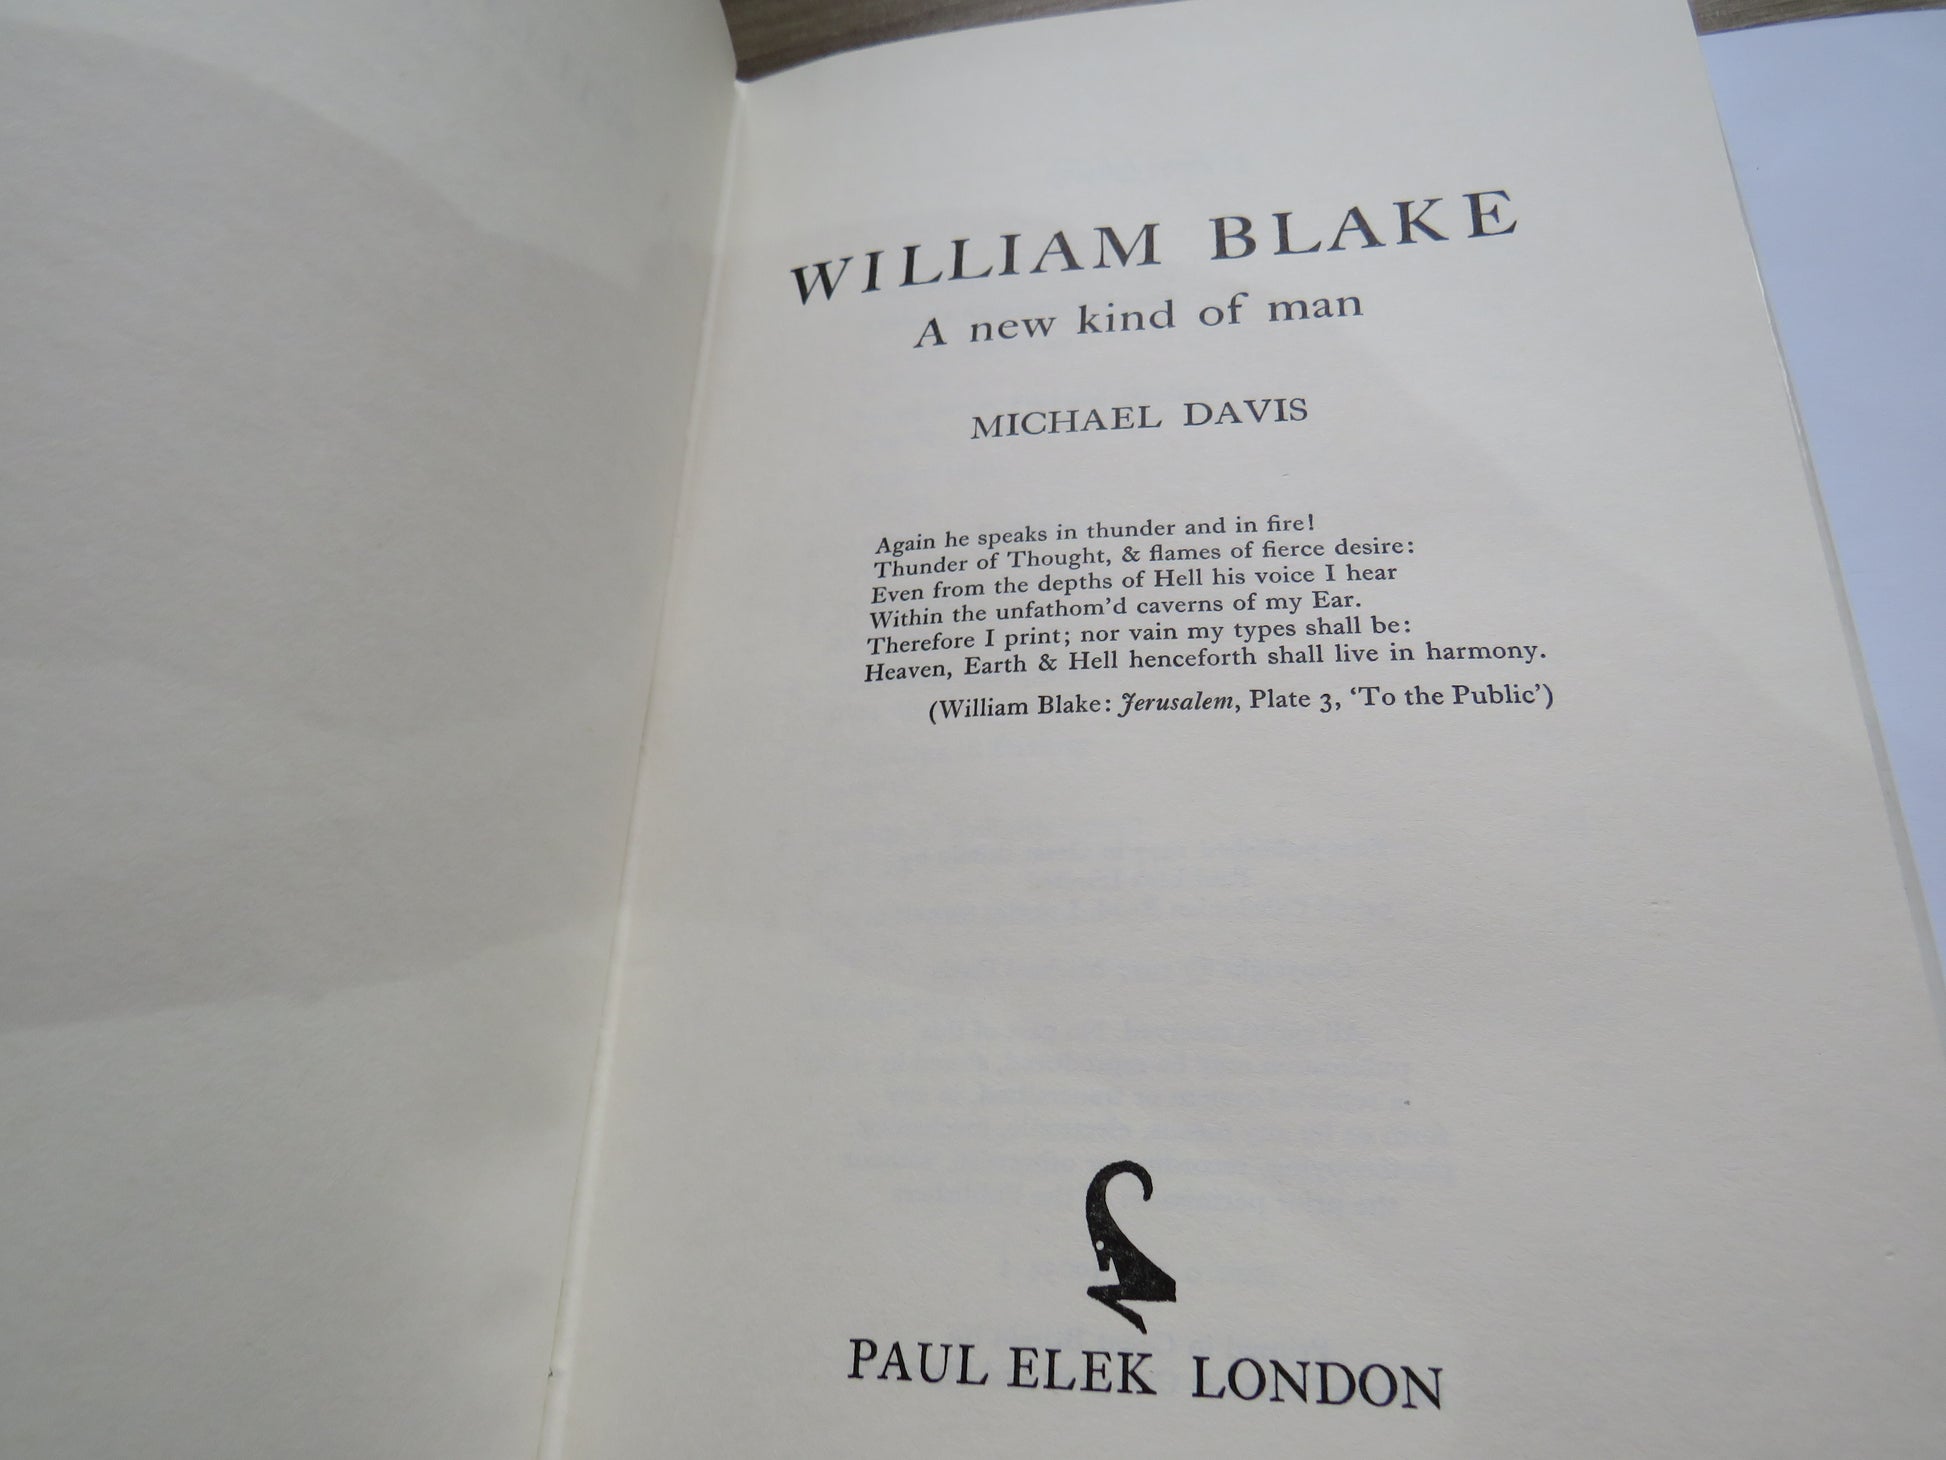 WILLIAM BLAKE
A new kind of man
MICHAEL DAVIS
Again he speaks in thunder and in fire!
Thunder of Thought, & flames of fierce desire:
Even from the depths of Hell his voice I hear
Within the unfathom'd caverns of my Ear.
Therefore I print; nor vain my types shall be:
Heaven, Earth & Hell henceforth shall live in harmony.
(William Blake: Jerusalem, Plate 3, 'To the Public')
PAUL ELEK LONDON